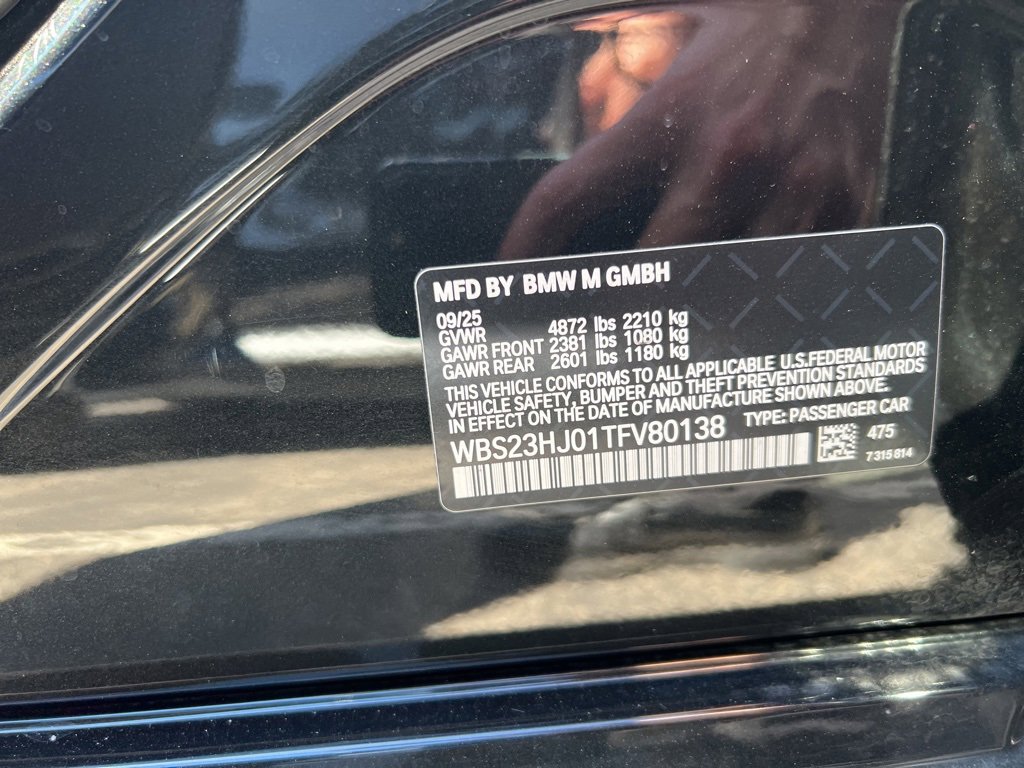 MFD BY BMW M GMBH
09/25
GVWR 4872 lbs 2210 kg
GAWR FRONT 2381 lbs 1080 kg
GAWR REAR 2601 lbs 1180 kg
THIS VEHICLE CONFORMS TO ALL APPLICABLE U.S.FEDERAL MOTOR
VEHICLE SAFETY, BUMPER AND THEFT PREVENTION STANDARDS
IN EFFECT ON THE DATE OF MANUFACTURE SHOWN ABOVE.
WBS23HJ01TFV80138 TYPE: PASSENGER CAR
475
7 315 814